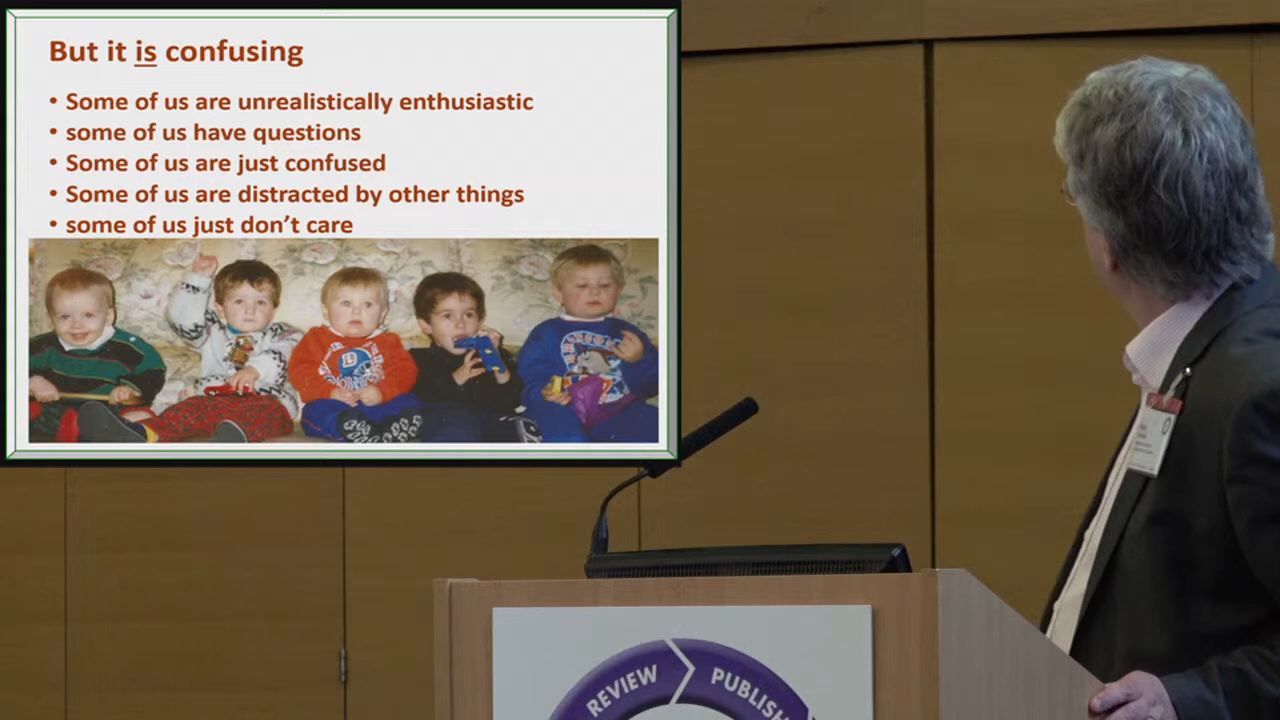 But it is confusing
• Some of us are unrealistically enthusiastic
• some of us have questions
• Some of us are just confused
• Some of us are distracted by other things
• some of us just don't care
REVIEW
PUBLISH